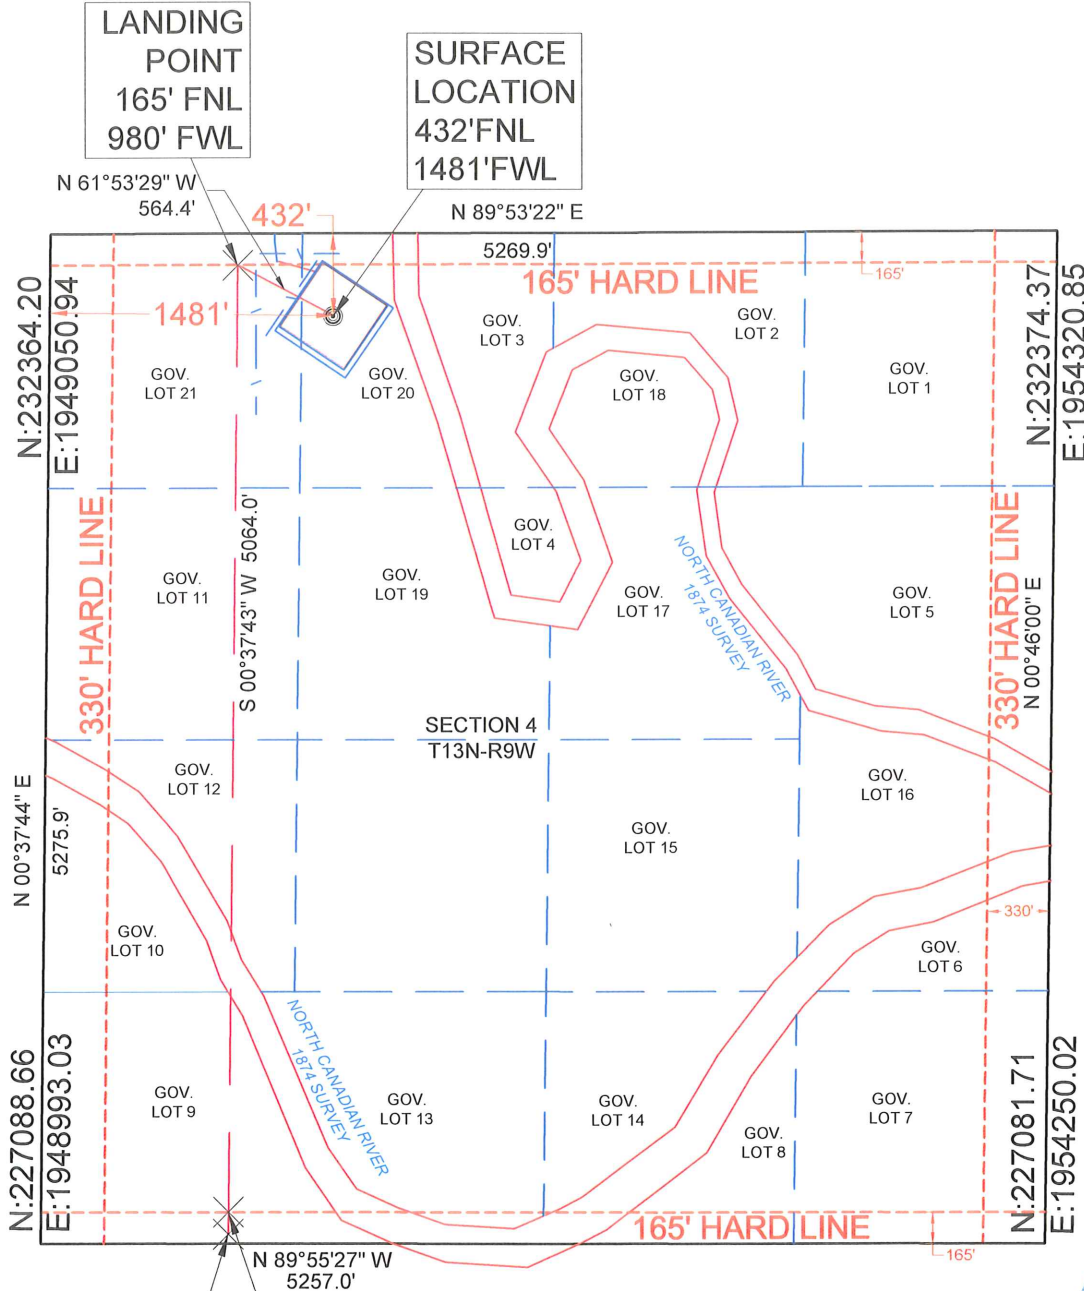 LANDING
POINT
165' FNL
980' FWL
SURFACE
LOCATION
432'FNL
1481'FWL
N 61°53'29" W
564.4'
432'
N 89°53'22" E
5269.9'
165' HARD LINE
165'
1481'
N:232364.20
E:1949050.94
N:232374.37
E:1954320.85
GOV.
LOT 21
GOV.
LOT 20
GOV.
LOT 3
GOV.
LOT 2
GOV.
LOT 18
GOV.
LOT 1
330' HARD LINE
S 00°37'43" W 5064.0'
GOV.
LOT 4
GOV.
LOT 11
GOV.
LOT 19
GOV.
LOT 17
NORTH CANADIAN RIVER
1874 SURVEY
GOV.
LOT 5
330' HARD LINE
N 00°46'00" E
SECTION 4
T13N-R9W
GOV.
LOT 12
GOV.
LOT 16
N 00°37'44" E
5275.9'
GOV.
LOT 15
330'
GOV.
LOT 10
GOV.
LOT 6
NORTH CANADIAN RIVER
1874 SURVEY
N:227088.66
E:1948993.03
GOV.
LOT 9
GOV.
LOT 13
GOV.
LOT 14
GOV.
LOT 8
GOV.
LOT 7
N:227081.71
E:1954250.02
165' HARD LINE
165'
N 89°55'27" W
5257.0'